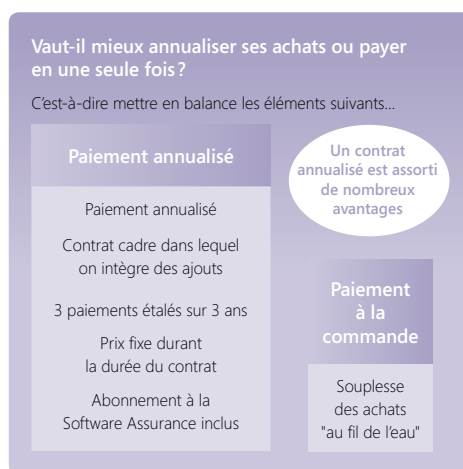 Vaut-il mieux annualiser ses achats ou payer
en une seule fois ?
C'est-à-dire mettre en balance les éléments suivants...
Paiement annualisé
Paiement annualisé
Contrat cadre dans lequel
on intègre des ajouts
3 paiements étalés sur 3 ans
Prix fixe durant
la durée du contrat
Abonnement à la
Software Assurance inclus
Un contrat
annualisé est assorti
de nombreux
avantages
Paiement
à la
commande
Souplesse
des achats
"au fil de l'eau"